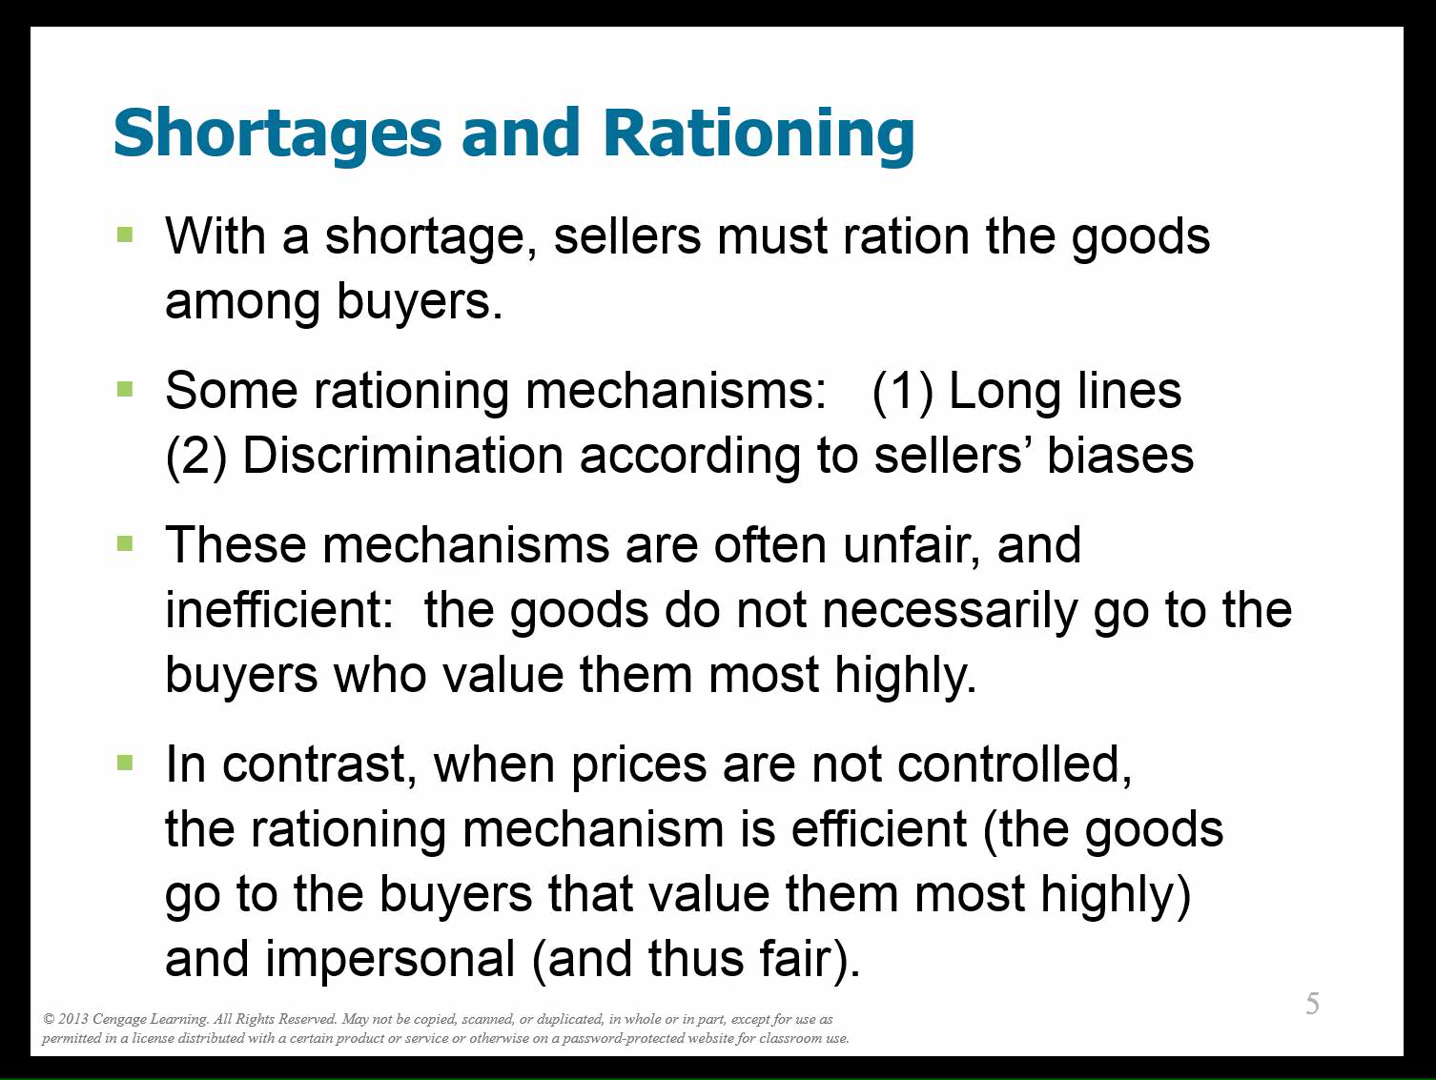 Shortages and Rationing
With a shortage, sellers must ration the goods
among buyers.
Some rationing mechanisms:   (1) Long lines
(2) Discrimination according to sellers’ biases
These mechanisms are often unfair, and
inefficient:  the goods do not necessarily go to the
buyers who value them most highly.
In contrast, when prices are not controlled,
the rationing mechanism is efficient (the goods
go to the buyers that value them most highly)
and impersonal (and thus fair).
5
© 2013 Cengage Learning. All Rights Reserved. May not be copied, scanned, or duplicated, in whole or in part, except for use as
permitted in a license distributed with a certain product or service or otherwise on a password-protected website for classroom use.